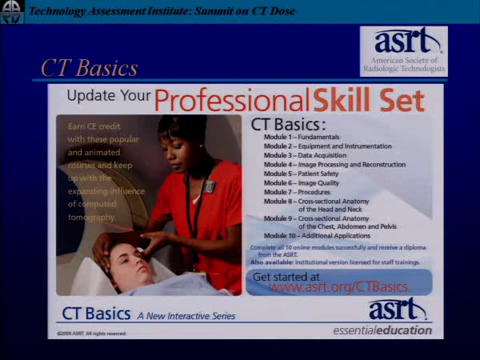 Technology Assessment Institute: Summit on CT Dose
asrt
American Society of
Radiologic Technologists
CT Basics
Update Your Professional Skill Set
Earn CE credit
with these popular
and animated
courses and keep
up with the
expanding influence
of computed
tomography.
CT Basics:
Module 1 – Fundamentals
Module 2 – Equipment and Instrumentation
Module 3 – Data Acquisition
Module 4 – Image Processing and Reconstruction
Module 5 – Patient Safety
Module 6 – Image Quality
Module 7 – Procedures
Module 8 – Cross-sectional Anatomy
of the Head and Neck
Module 9 – Cross-sectional Anatomy
of the Chest, Abdomen and Pelvis
Module 10 – Additional Applications
Complete all 10 online modules successfully and receive a diploma
from the ASRT.
Also available: Institutional version licensed for staff trainings.
Get started at
www.asrt.org/CTBasics.
CT Basics A New Interactive Series
asrt
essentialeducation
©2009 ASRT. All rights reserved.